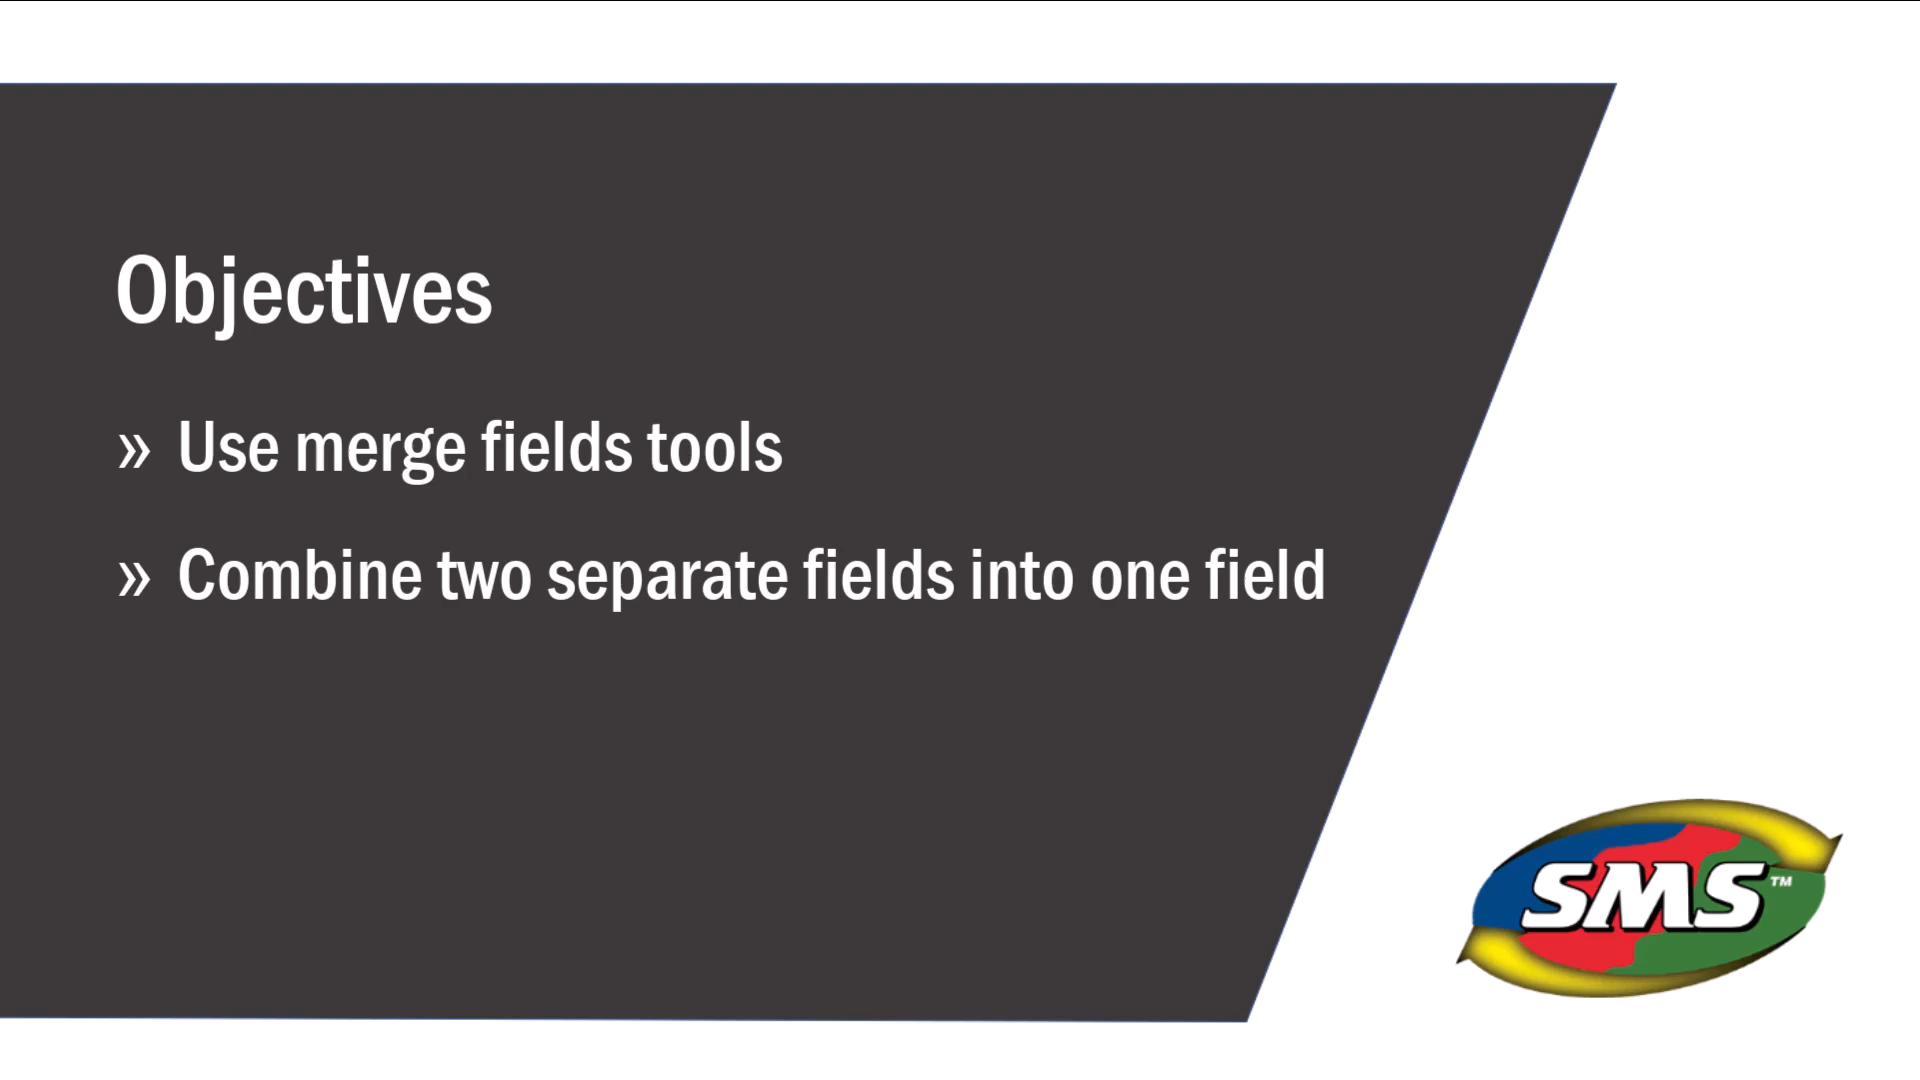 Objectives
» Use merge fields tools
» Combine two separate fields into one field
SMS™